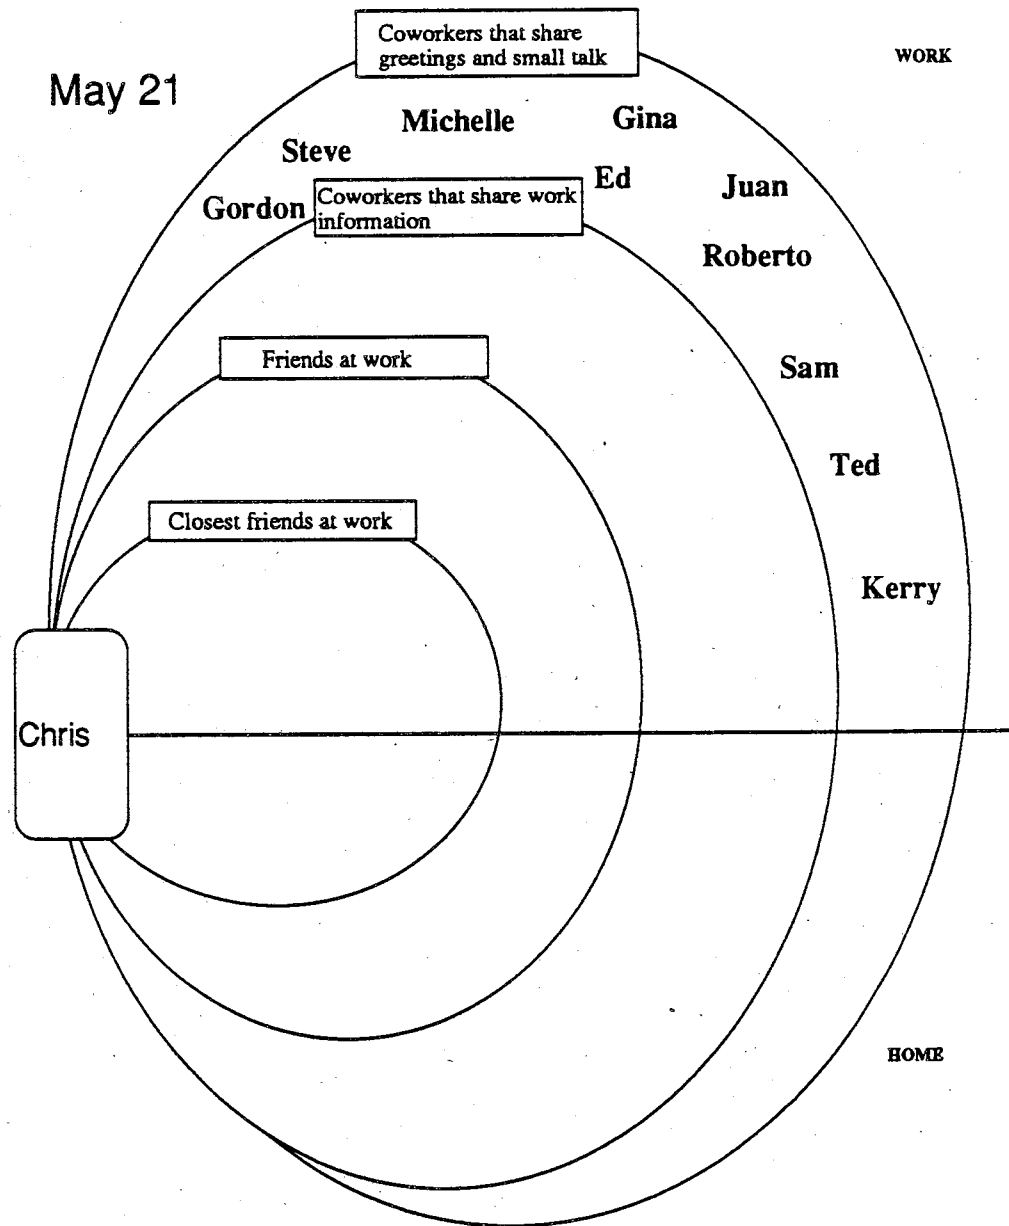 Coworkers that share
greetings and small talk
WORK
May 21
Michelle
Gina
Steve
Ed
Juan
Gordon
Coworkers that share work
information
Roberto
Friends at work
Sam
Ted
Closest friends at work
Kerry
Chris
HOME